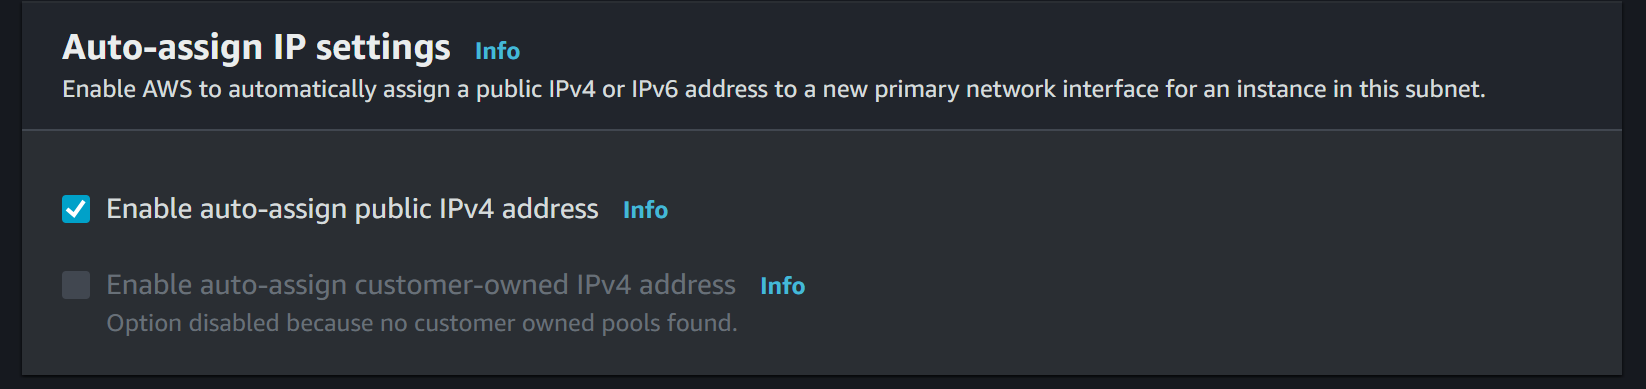 Auto-assign IP settings Info
Enable AWS to automatically assign a public IPv4 or IPv6 address to a new primary network interface for an instance in this subnet.
Enable auto-assign public IPv4 address Info
Enable auto-assign customer-owned IPv4 address Info
Option disabled because no customer owned pools found.